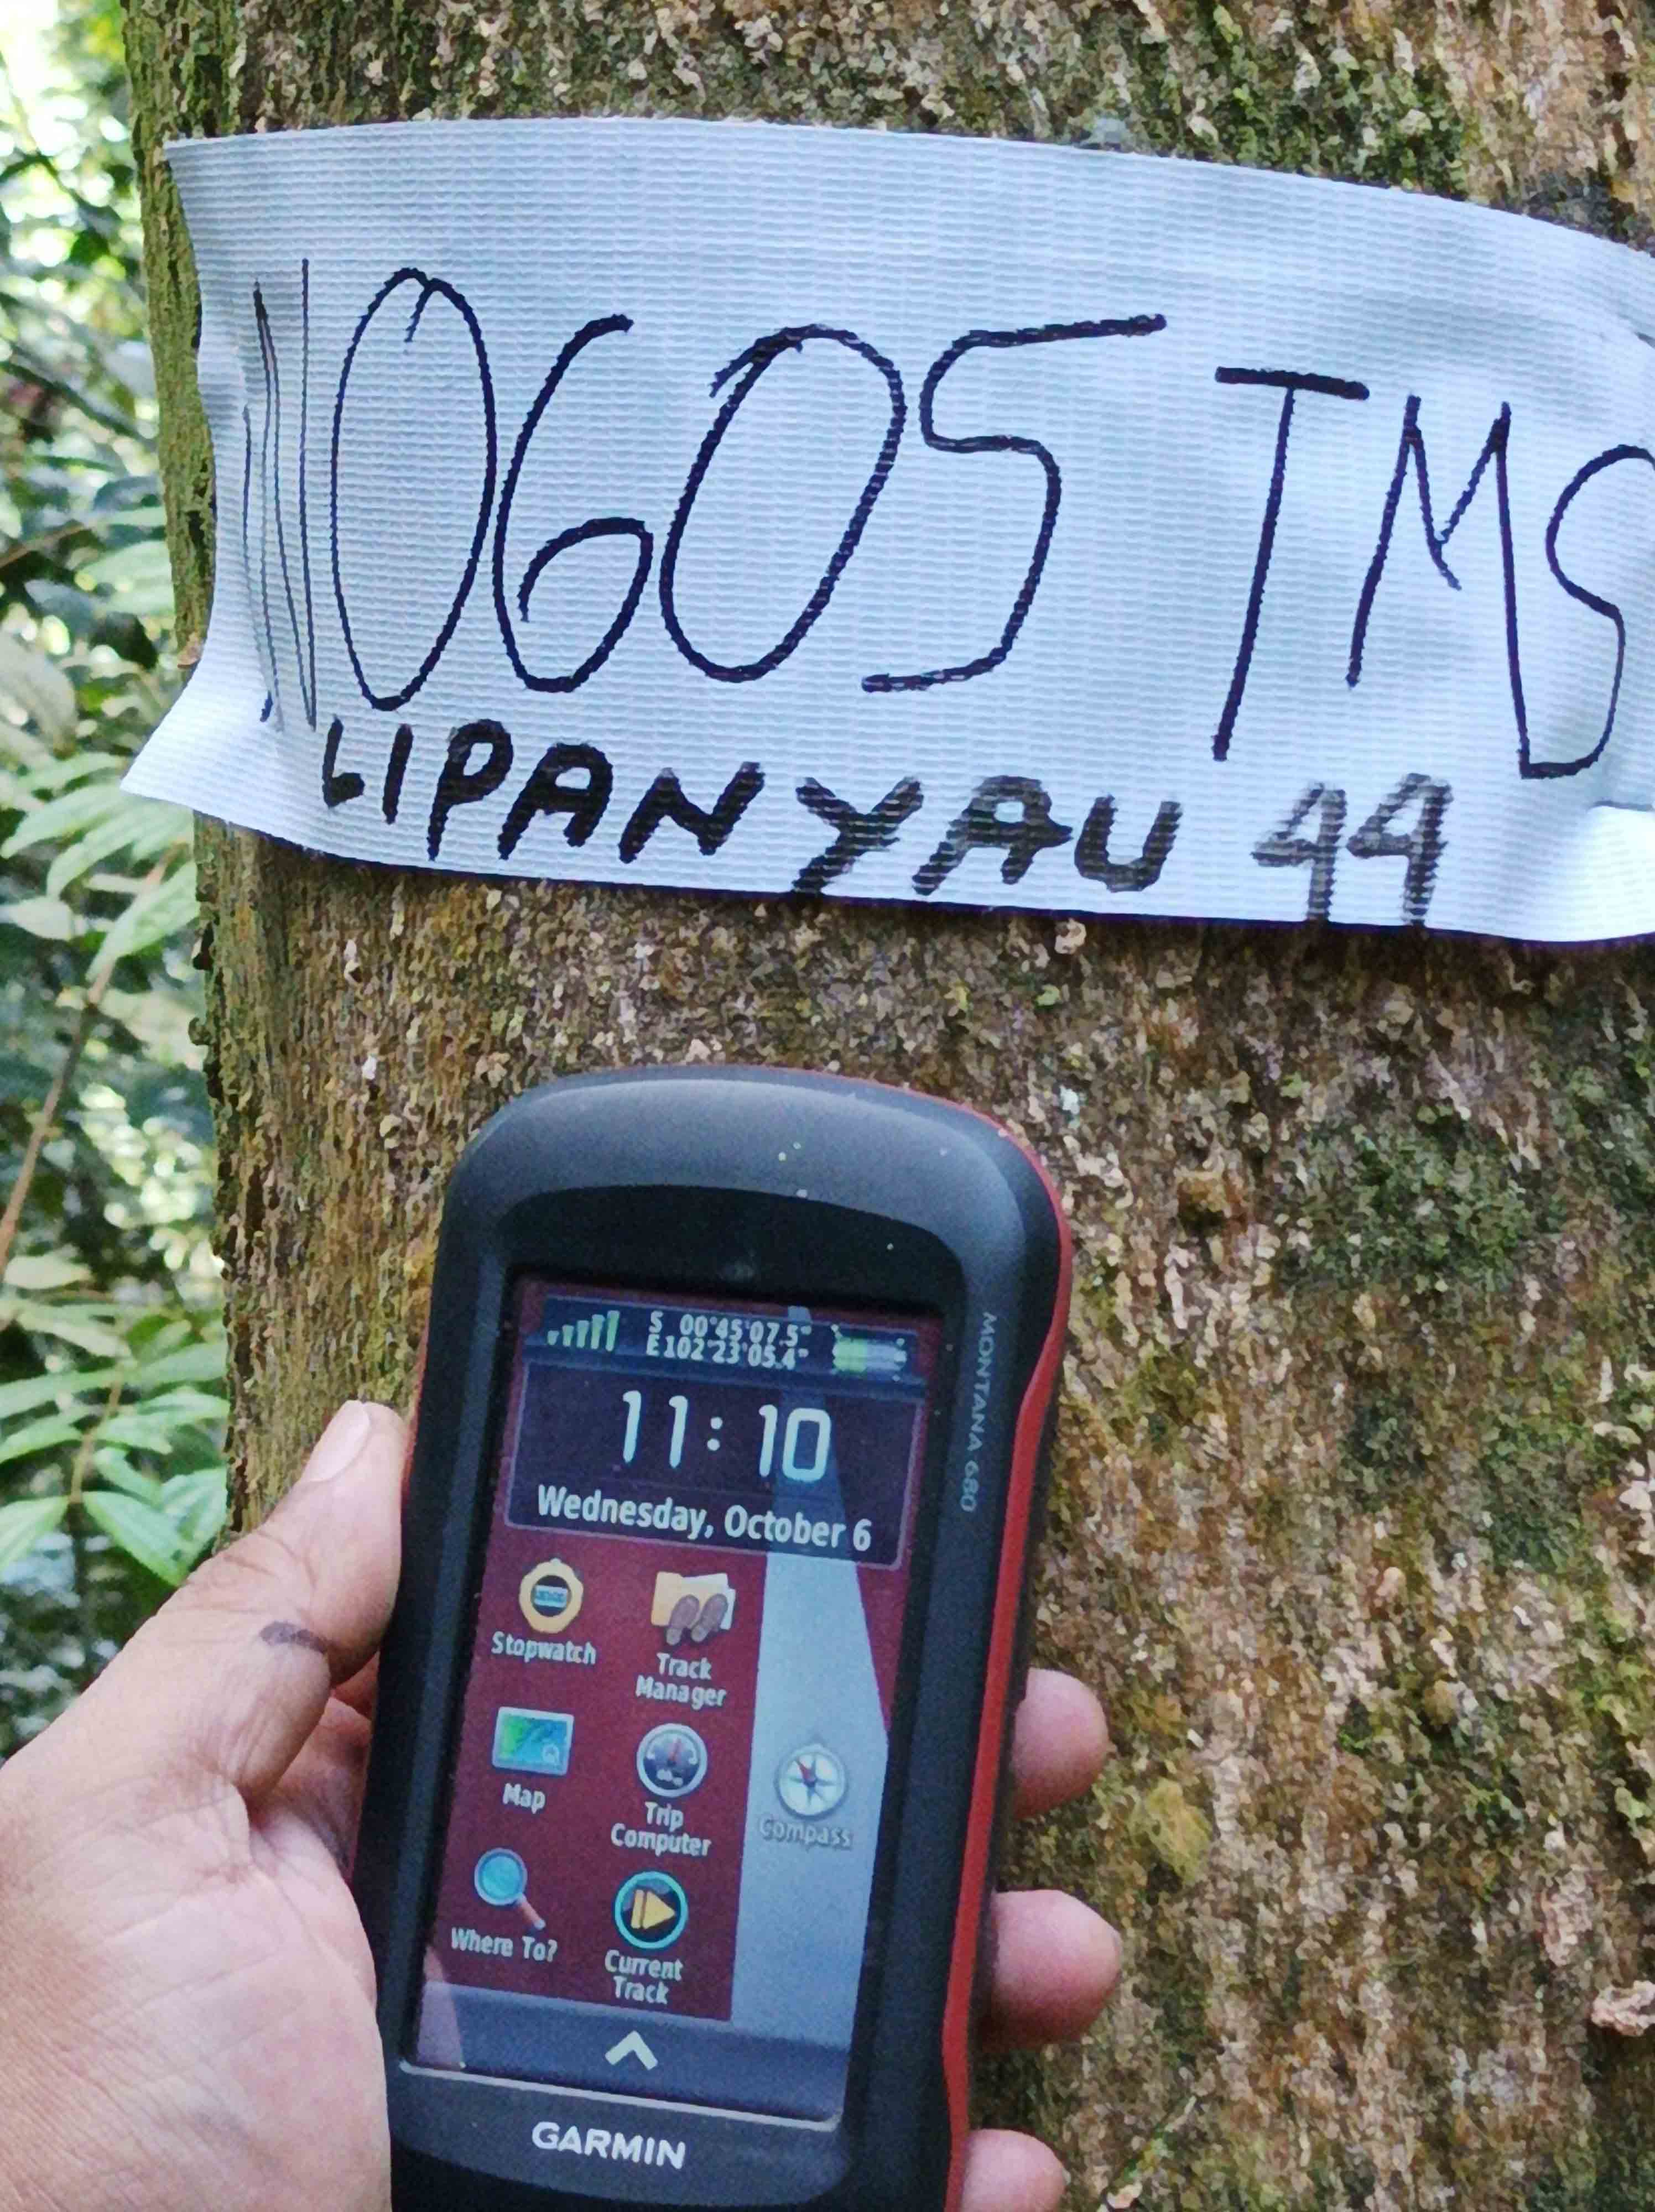 0605 TMS
LIPAN YAU 44
MONTANA 680
S 00°45'07.5"
E102°23'05.4"
11:10
Wednesday, October 6
Stopwatch
Track
Manager
Map
Trip
Computer
Compass
Where To?
Current
Track
GARMIN